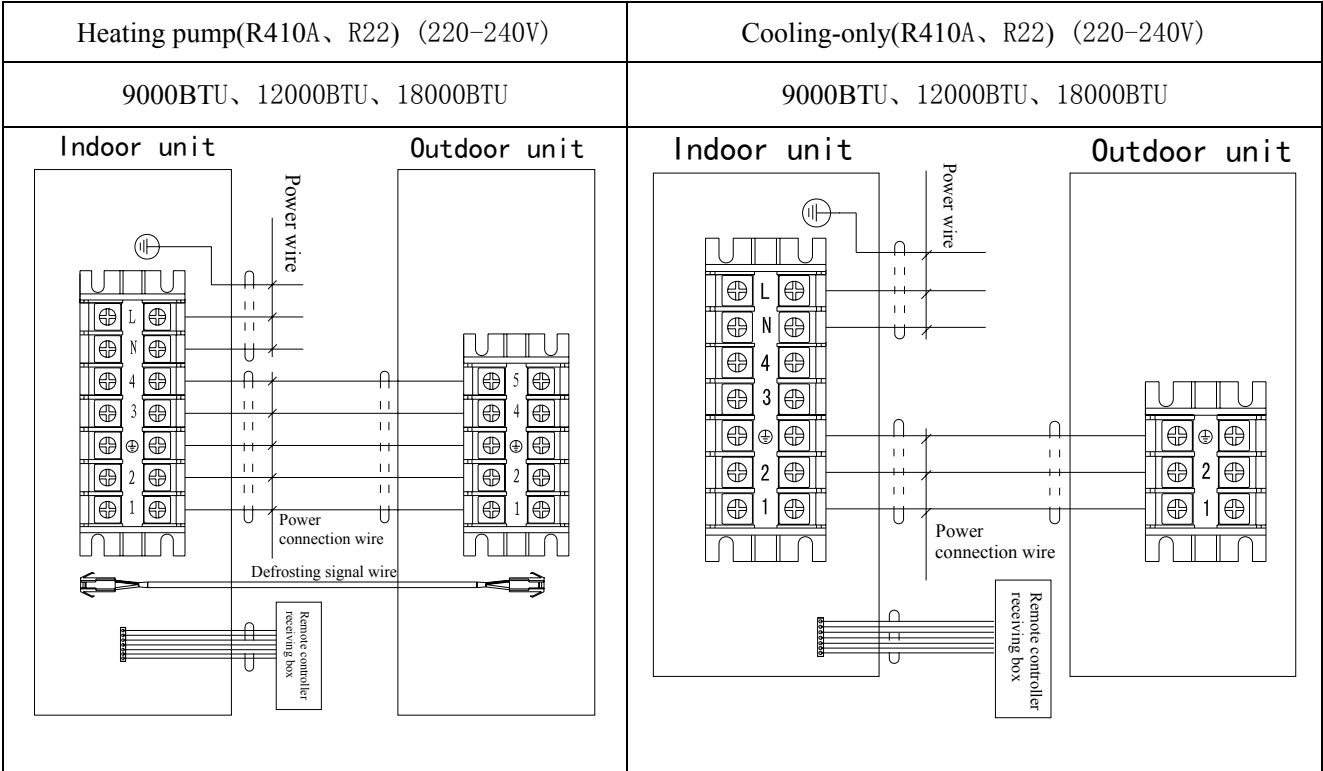 Heating pump(R410A、R22) (220-240V)
Cooling-only(R410A、R22) (220-240V)
9000BTU、12000BTU、18000BTU
9000BTU、12000BTU、18000BTU
Indoor unit
Outdoor unit
Power wire
L
N
4
3
2
1
5
4
2
1
Power
connection wire
Defrosting signal wire
Remote controller
receiving box
Indoor unit
Outdoor unit
Power wire
L
N
4
3
2
1
2
1
Power
connection wire
Remote controller
receiving box